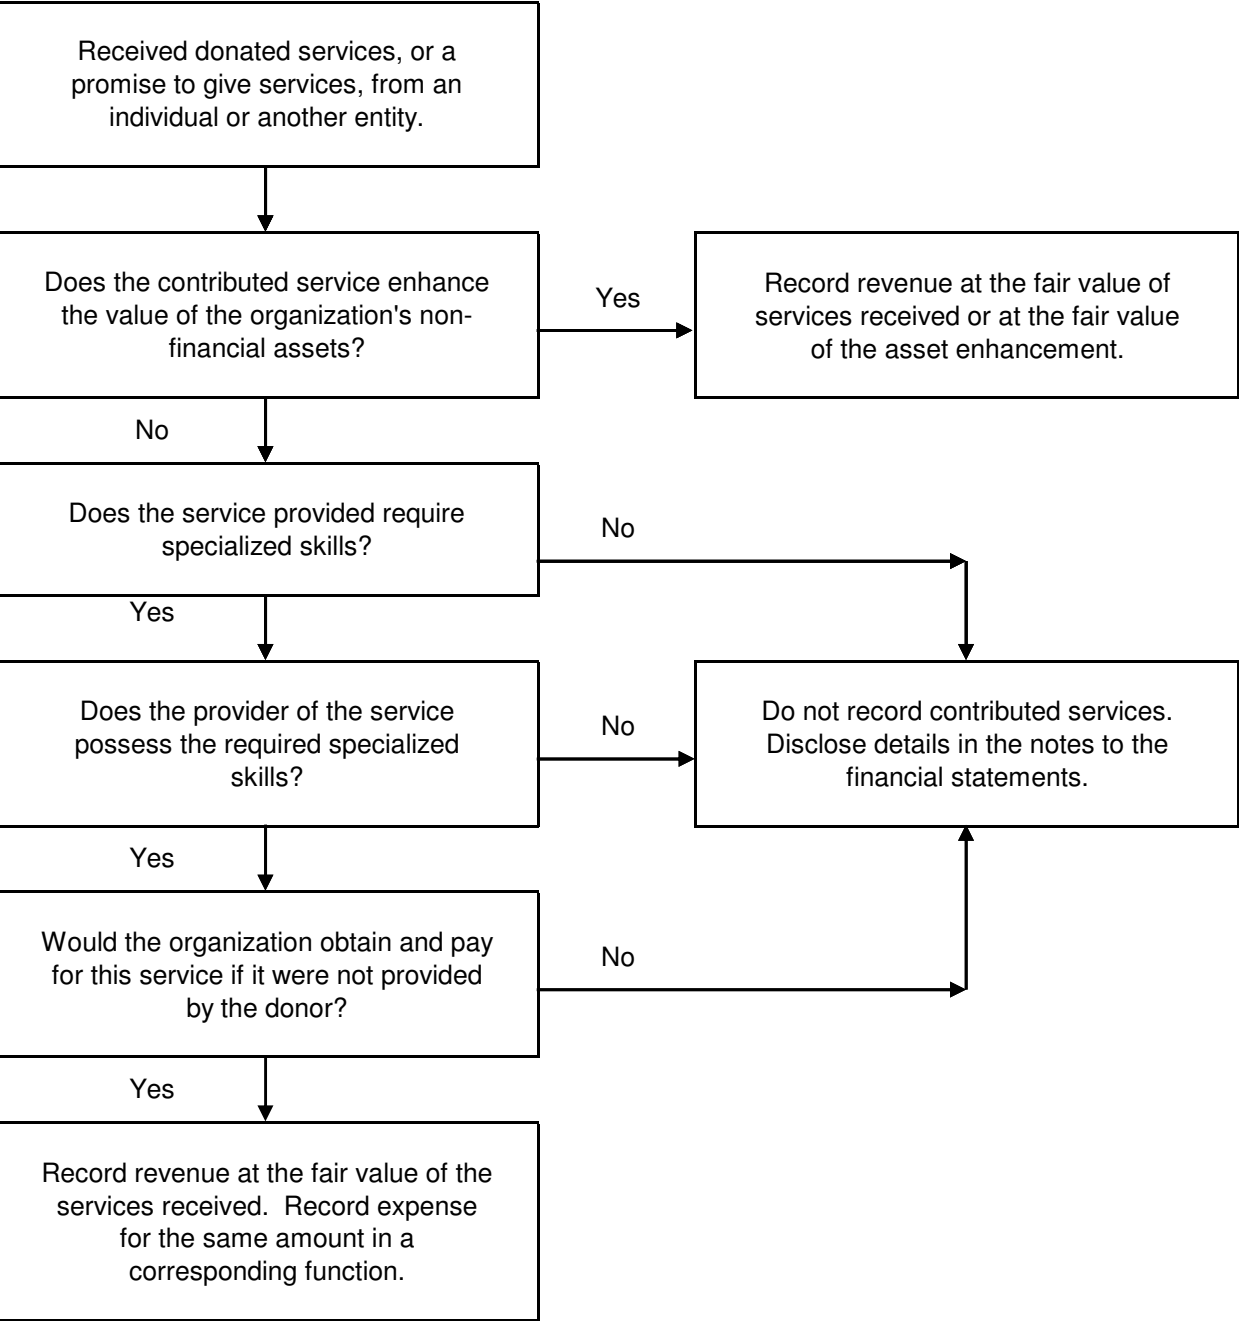 Received donated services, or a
promise to give services, from an
individual or another entity.
Does the contributed service enhance
the value of the organization's non-
financial assets?
Yes
Record revenue at the fair value of
services received or at the fair value
of the asset enhancement.
No
Does the service provided require
specialized skills?
No
Yes
Does the provider of the service
possess the required specialized
skills?
No
Do not record contributed services.
Disclose details in the notes to the
financial statements.
Yes
Would the organization obtain and pay
for this service if it were not provided
by the donor?
No
Yes
Record revenue at the fair value of the
services received.  Record expense
for the same amount in a
corresponding function.